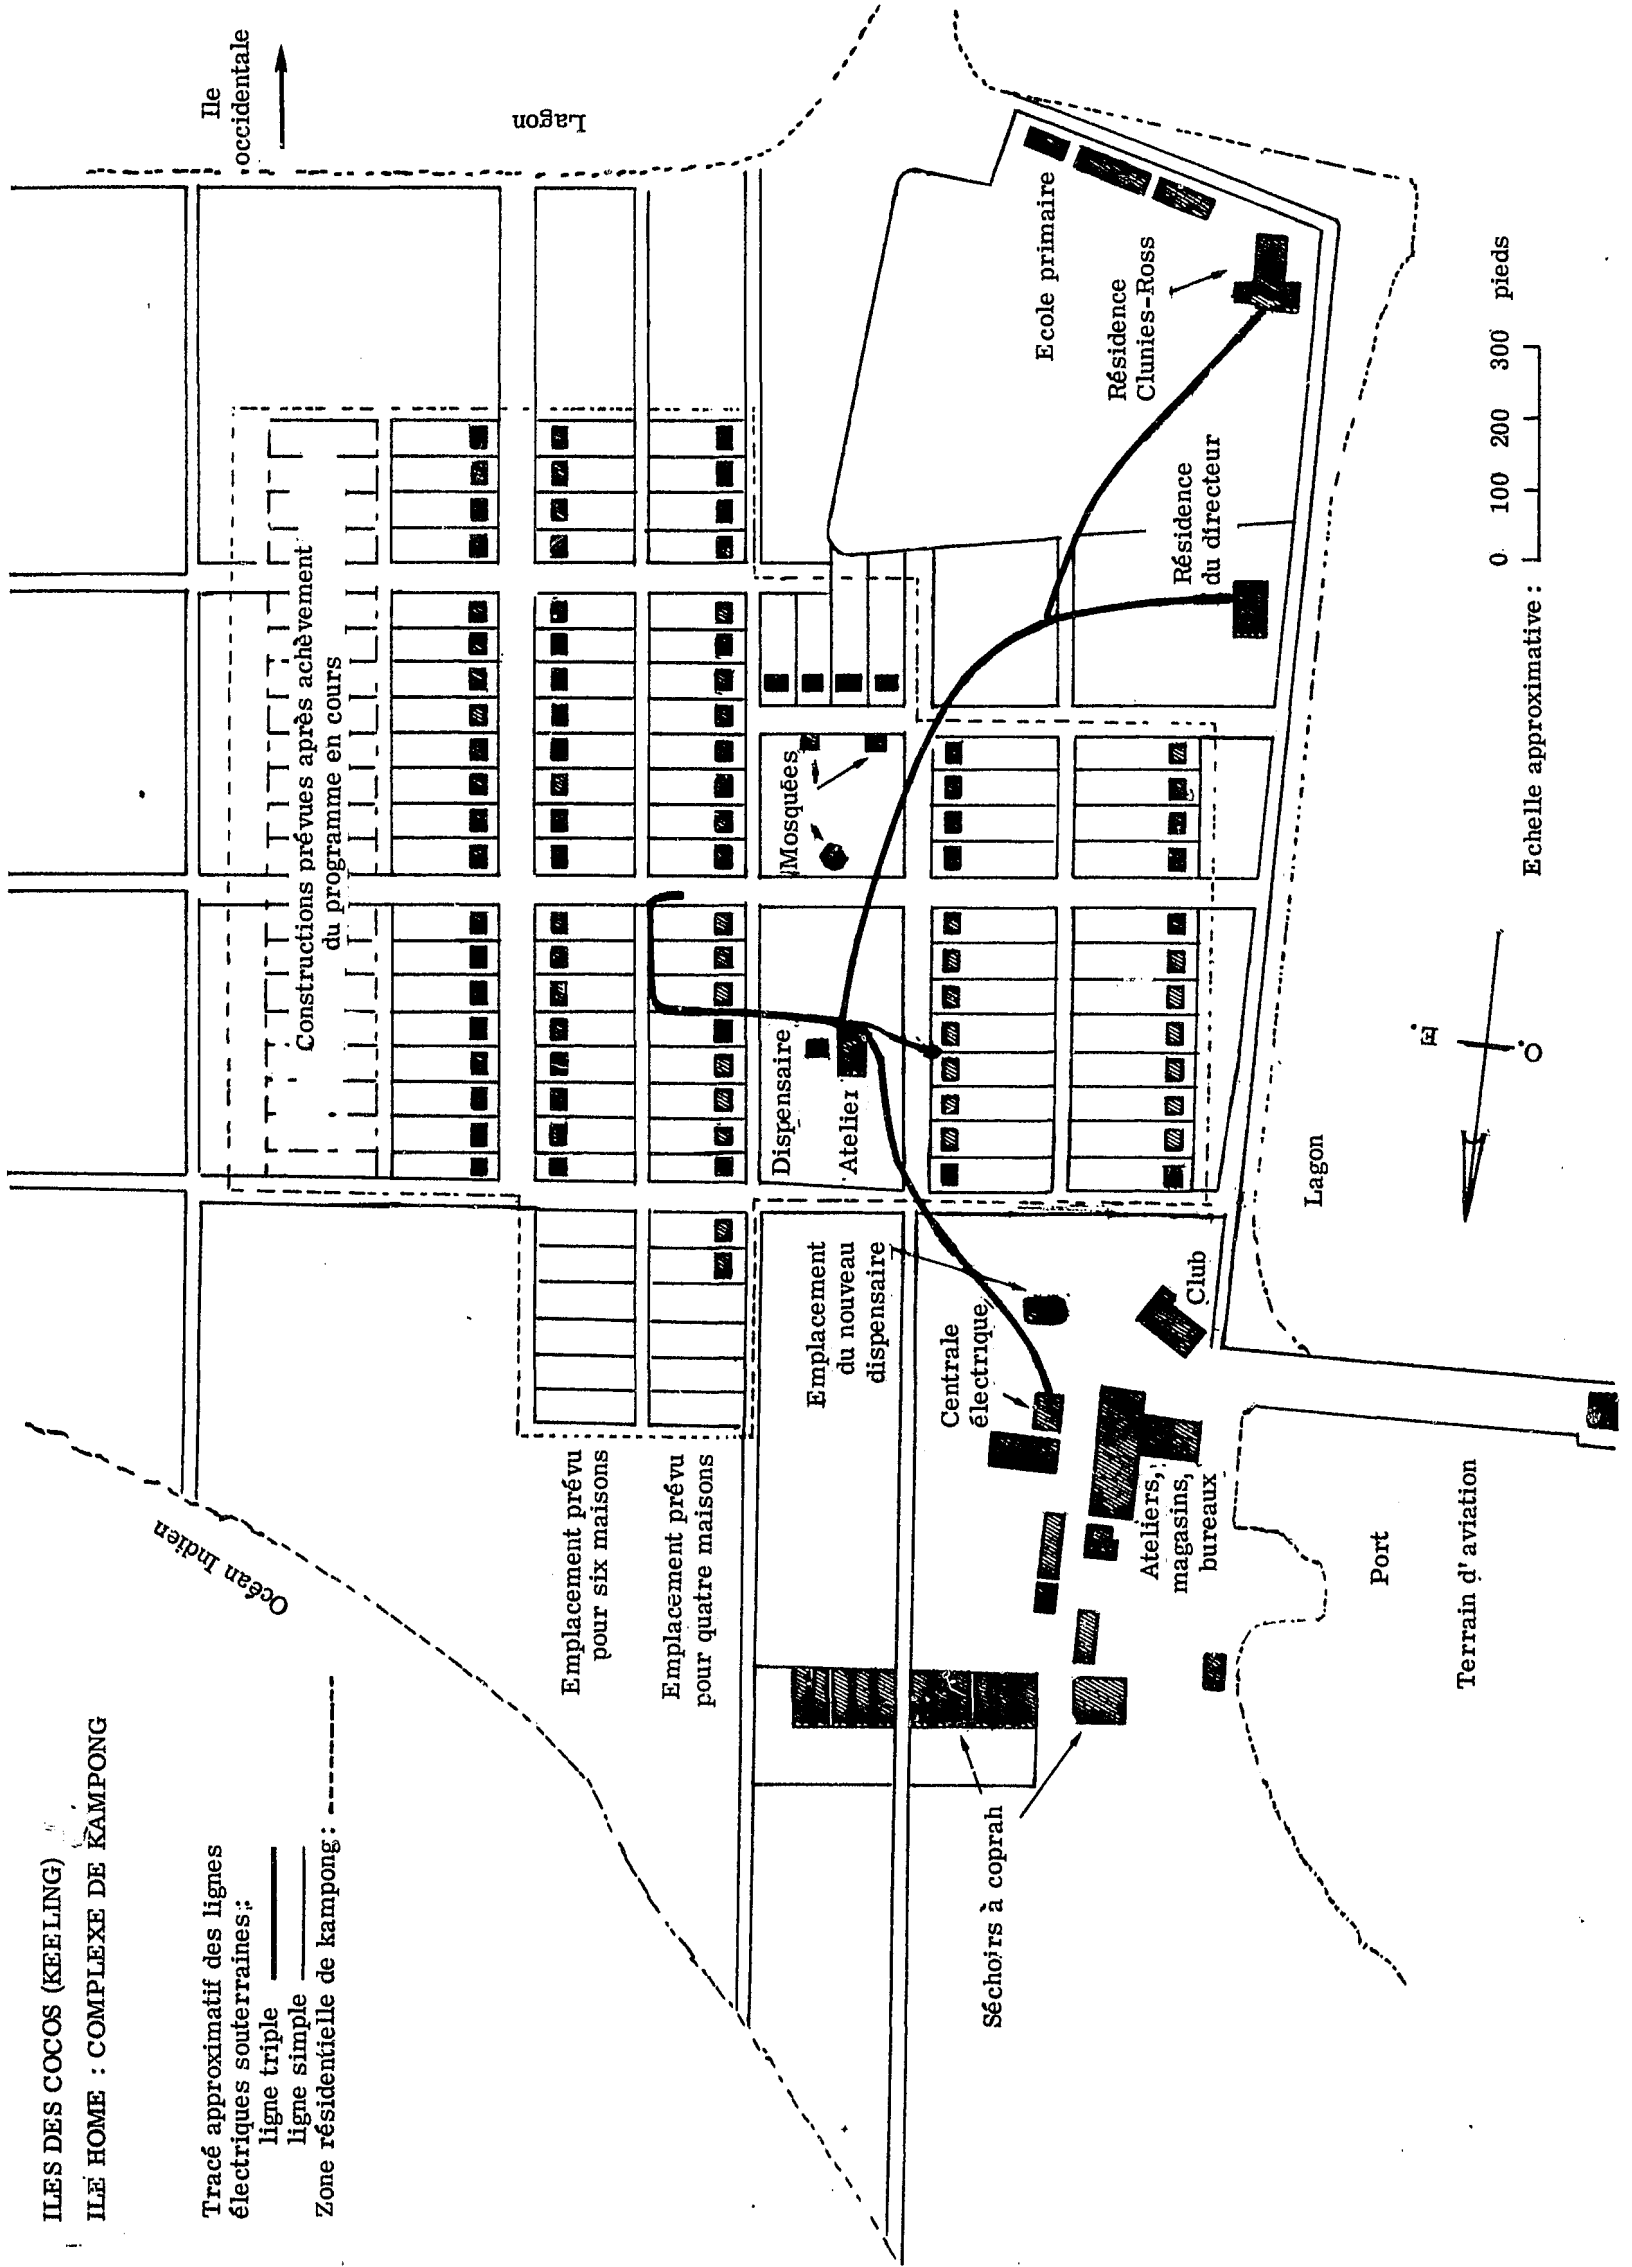 ILES DES COCOS (KEELING)
ILE HOME : COMPLEXE DE KAMPONG
Tracé approximatif des lignes
électriques souterraines:
ligne triple
ligne simple
Zone résidentielle de kampong :
Océan Indien
Ile
occidentale
Lagon
Constructions prévues après achèvement
du programme en cours
Emplacement prévu
pour six maisons
Emplacement prévu
pour quatre maisons
Dispensaire
Atelier
Mosquées
Ecole primaire
Résidence
Clunies-Ross
Résidence
du directeur
Emplacement
du nouveau
dispensaire
Centrale
électrique
Club
Ateliers,
magasins,
bureaux
Séchoirs à coprah
Lagon
Port
Terrain d'aviation
E
O
Echelle approximative :
0 100 200 300 pieds